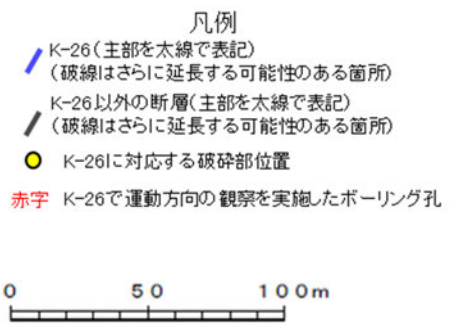 凡例
K-26(主部を太線で表記)
(破線はさらに延長する可能性のある箇所)
K-26以外の断層(主部を太線で表記)
(破線はさらに延長する可能性のある箇所)
K-26に対応する破砕部位置
赤字 K-26で運動方向の観察を実施したボーリング孔
0 50 100m